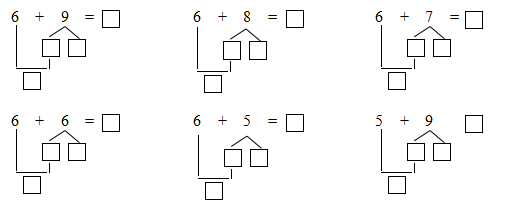 6 + 9 = □ 6 + 8 = □ 6 + 7 = □
6 + 6 = □ 6 + 5 = □ 5 + 9 □